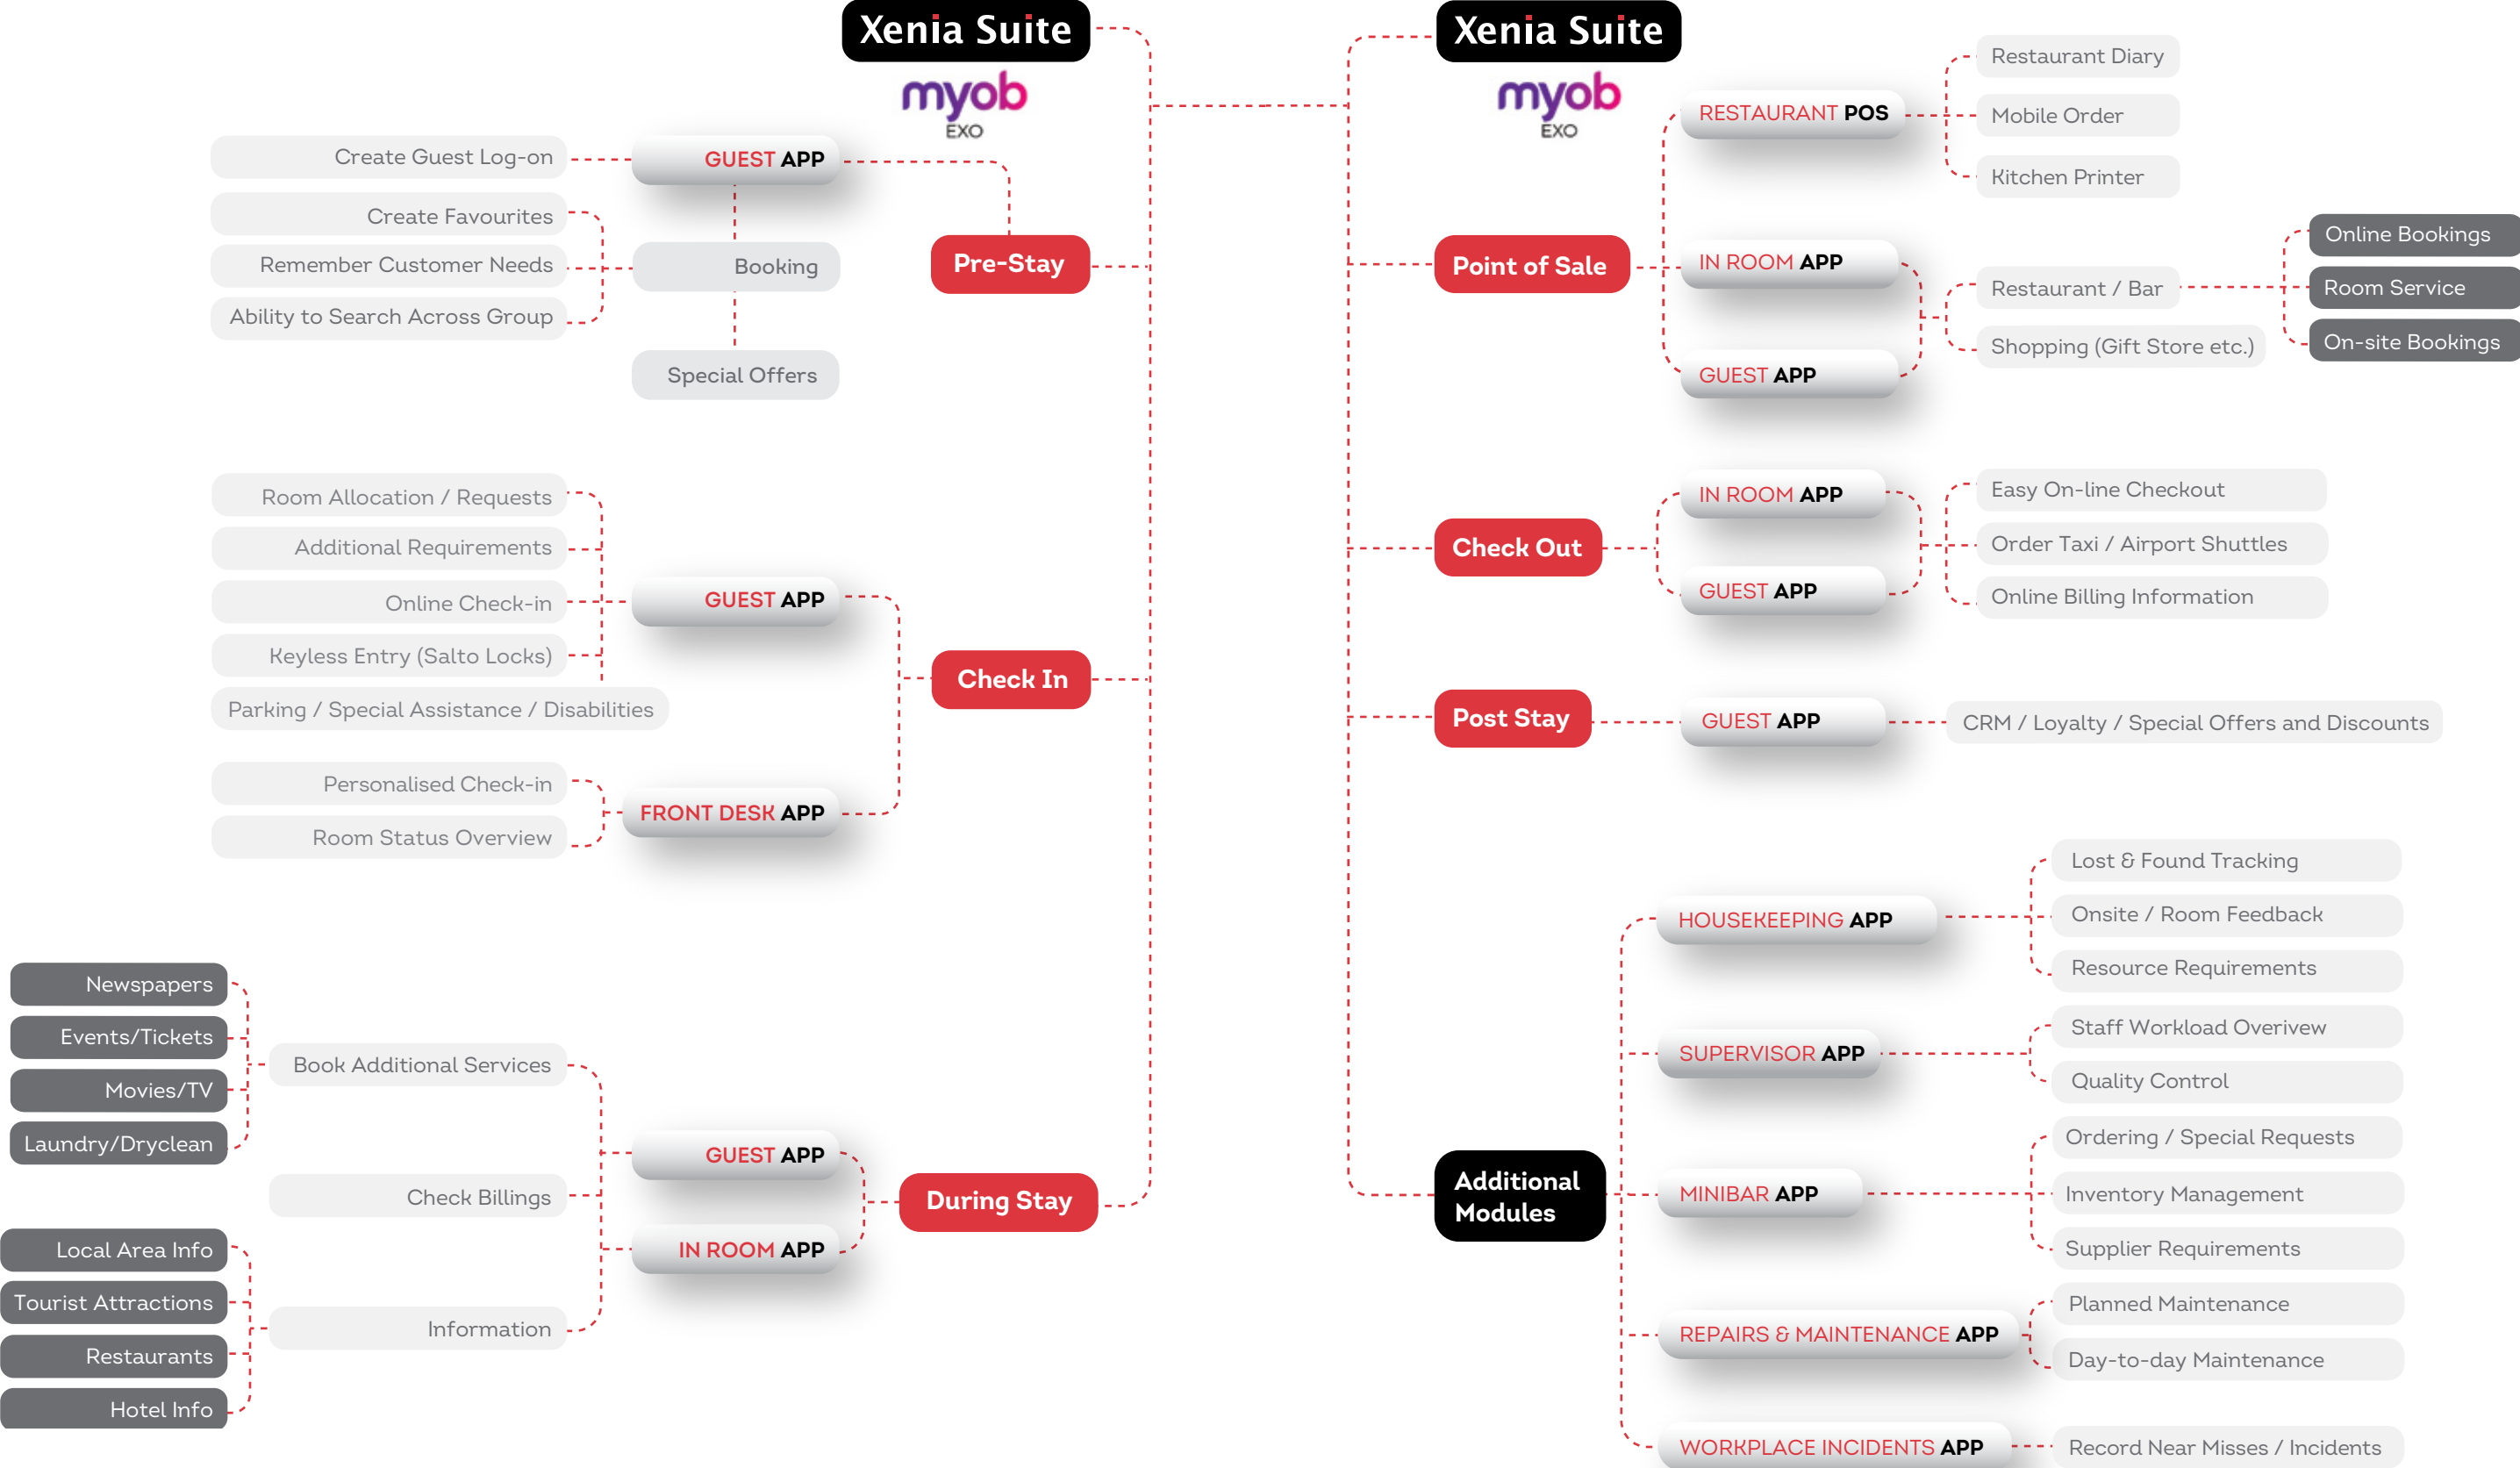 Xenia Suite
myob
EXO
GUEST APP
Create Guest Log-on
Create Favourites
Remember Customer Needs
Ability to Search Across Group
Booking
Special Offers
Pre-Stay
Room Allocation / Requests
Additional Requirements
Online Check-in
Keyless Entry (Salto Locks)
Parking / Special Assistance / Disabilities
GUEST APP
Check In
Personalised Check-in
Room Status Overview
FRONT DESK APP
Newspapers
Events/Tickets
Movies/TV
Laundry/Dryclean
Book Additional Services
Check Billings
GUEST APP
During Stay
IN ROOM APP
Local Area Info
Tourist Attractions
Restaurants
Hotel Info
Information
Xenia Suite
myob
EXO
RESTAURANT POS
Restaurant Diary
Mobile Order
Kitchen Printer
Point of Sale
IN ROOM APP
GUEST APP
Restaurant / Bar
Shopping (Gift Store etc.)
Online Bookings
Room Service
On-site Bookings
Check Out
IN ROOM APP
GUEST APP
Easy On-line Checkout
Order Taxi / Airport Shuttles
Online Billing Information
Post Stay
GUEST APP
CRM / Loyalty / Special Offers and Discounts
Additional
Modules
HOUSEKEEPING APP
Lost & Found Tracking
Onsite / Room Feedback
Resource Requirements
SUPERVISOR APP
Staff Workload Overivew
Quality Control
MINIBAR APP
Ordering / Special Requests
Inventory Management
Supplier Requirements
REPAIRS & MAINTENANCE APP
Planned Maintenance
Day-to-day Maintenance
WORKPLACE INCIDENTS APP
Record Near Misses / Incidents